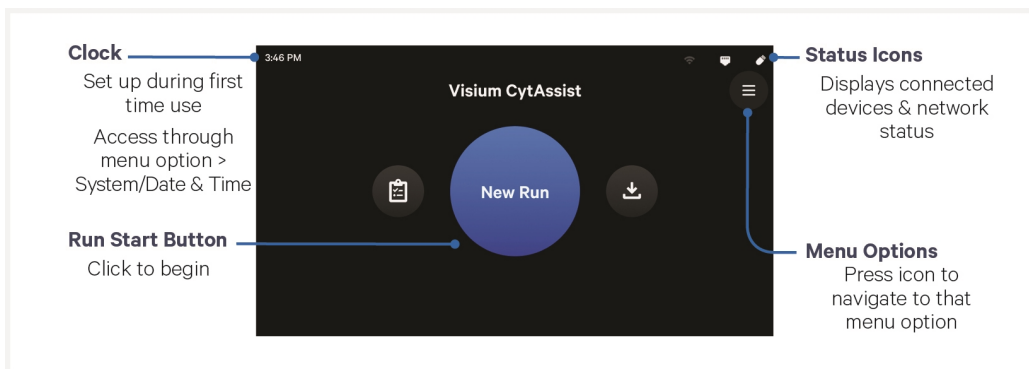 Clock
Set up during first
time use
Access through
menu option >
System/Date & Time
Run Start Button
Click to begin
3:46 PM
Visium CytAssist
New Run
Status Icons
Displays connected
devices & network
status
Menu Options
Press icon to
navigate to that
menu option